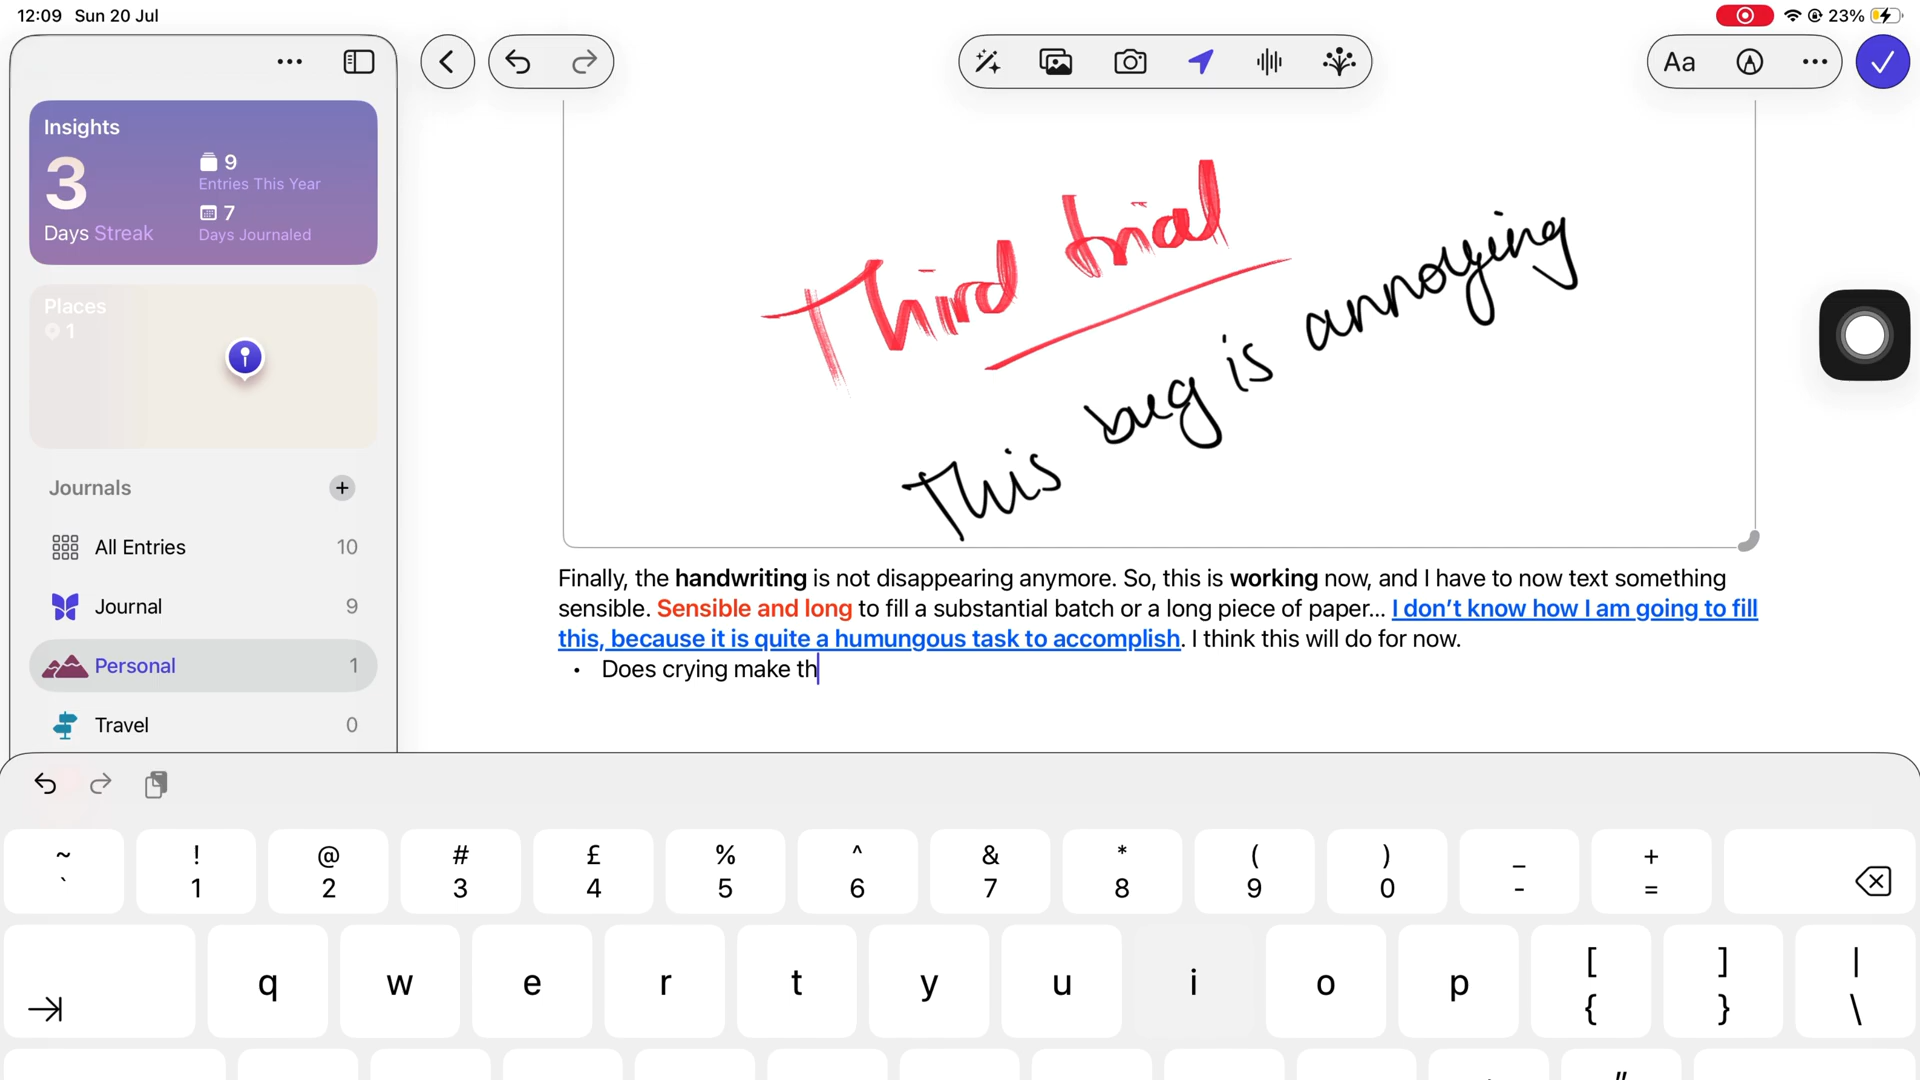 12:09 Sun 20 Jul
23%
Insights
3
Days Streak
9
Entries This Year
7
Days Journaled
Places
1
Journals
All Entries 10
Journal 9
Personal 1
Travel 0
Aa
Third trial
This bug is annoying
Finally, the handwriting is not disappearing anymore. So, this is working now, and I have to now text something
sensible. Sensible and long to fill a substantial batch or a long piece of paper... I don’t know how I am going to fill
this, because it is quite a humungous task to accomplish. I think this will do for now.
• Does crying make th
~ ! @ # £ % ^ & * ( ) _ +
` 1 2 3 4 5 6 7 8 9 0 - =
q w e r t y u i o p [ ] |
{ } \
"